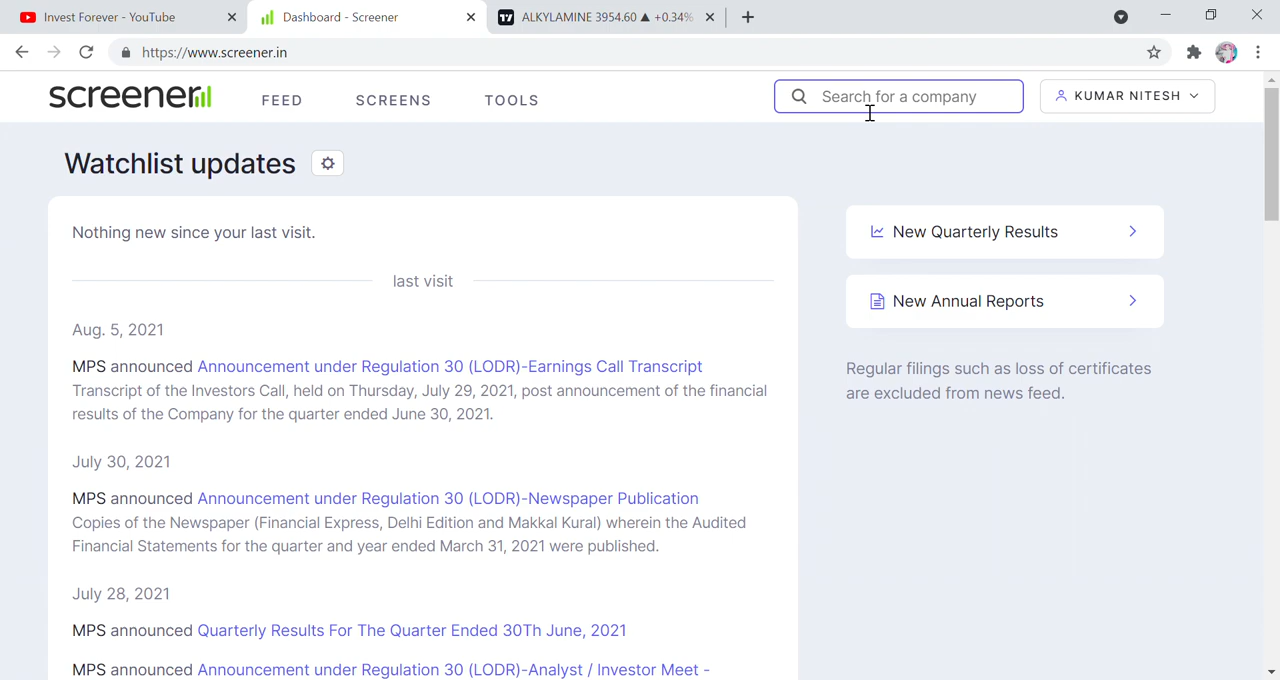 Invest Forever - YouTube
Dashboard - Screener
ALKYLAMINE 3954.60 ▲ +0.34%
https://www.screener.in
screener
FEED
SCREENS
TOOLS
Search for a company
KUMAR NITESH
Watchlist updates
Nothing new since your last visit.
last visit
Aug. 5, 2021
MPS announced Announcement under Regulation 30 (LODR)-Earnings Call Transcript
Transcript of the Investors Call, held on Thursday, July 29, 2021, post announcement of the financial
results of the Company for the quarter ended June 30, 2021.
July 30, 2021
MPS announced Announcement under Regulation 30 (LODR)-Newspaper Publication
Copies of the Newspaper (Financial Express, Delhi Edition and Makkal Kural) wherein the Audited
Financial Statements for the quarter and year ended March 31, 2021 were published.
July 28, 2021
MPS announced Quarterly Results For The Quarter Ended 30Th June, 2021
MPS announced Announcement under Regulation 30 (LODR)-Analyst / Investor Meet -
New Quarterly Results
New Annual Reports
Regular filings such as loss of certificates
are excluded from news feed.